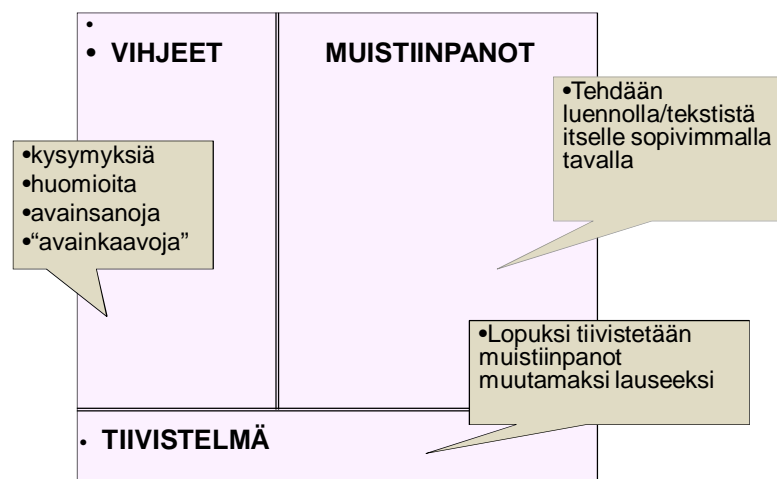 •
• VIHJEET
MUISTIINPANOT
•Tehdään
luennolla/tekstistä
itselle sopivimmalla
tavalla
•kysymyksiä
•huomioita
•avainsanoja
•“avainkaavoja”
•Lopuksi tiivistetään
muistiinpanot
muutamaksi lauseeksi
• TIIVISTELMÄ